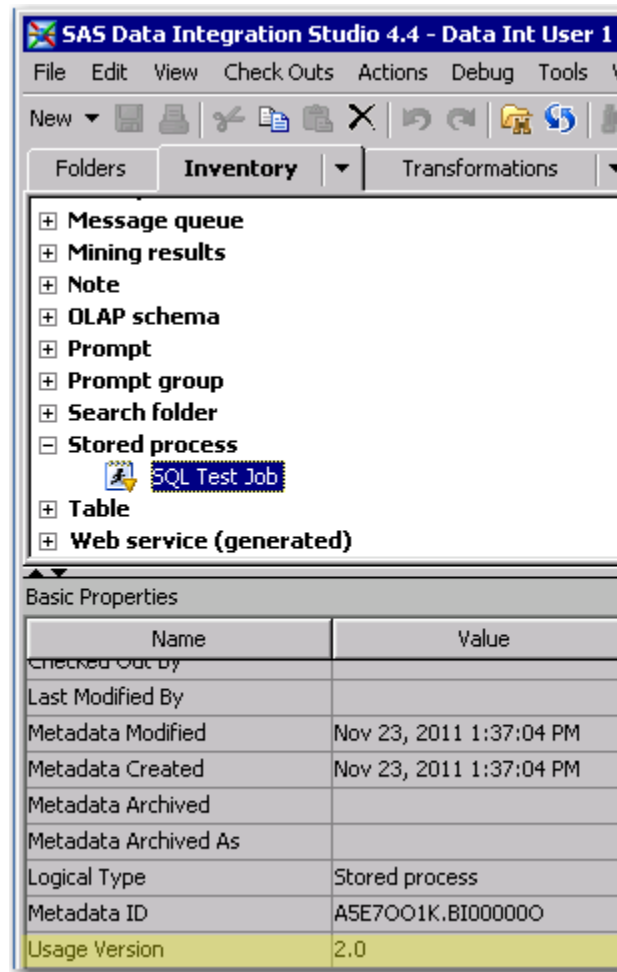 SAS Data Integration Studio 4.4 - Data Int User 1
File Edit View Check Outs Actions Debug Tools
New
Folders Inventory Transformations
Message queue
Mining results
Note
OLAP schema
Prompt
Prompt group
Search folder
Stored process
SQL Test Job
Table
Web service (generated)
Basic Properties
Name Value
Checked Out By
Last Modified By
Metadata Modified Nov 23, 2011 1:37:04 PM
Metadata Created Nov 23, 2011 1:37:04 PM
Metadata Archived
Metadata Archived As
Logical Type Stored process
Metadata ID A5E7OO1K.BI00000O
Usage Version 2.0